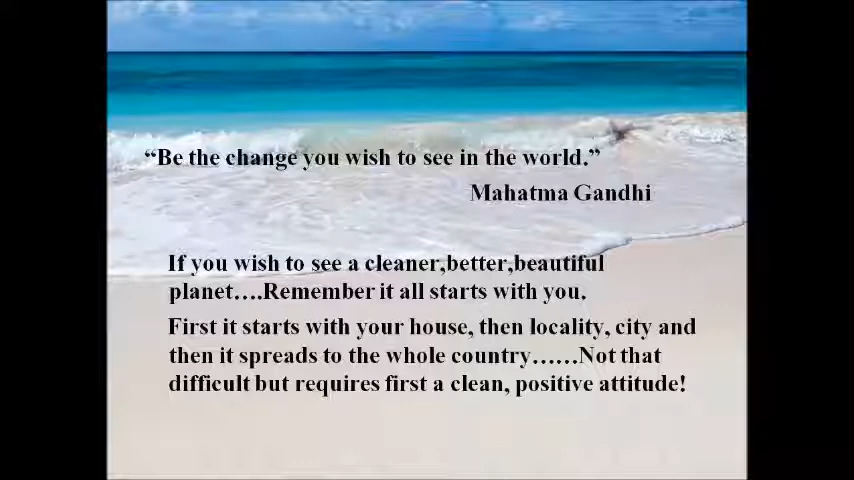 “Be the change you wish to see in the world.”
Mahatma Gandhi
If you wish to see a cleaner,better,beautiful
planet….Remember it all starts with you.
First it starts with your house, then locality, city and
then it spreads to the whole country……Not that
difficult but requires first a clean, positive attitude!